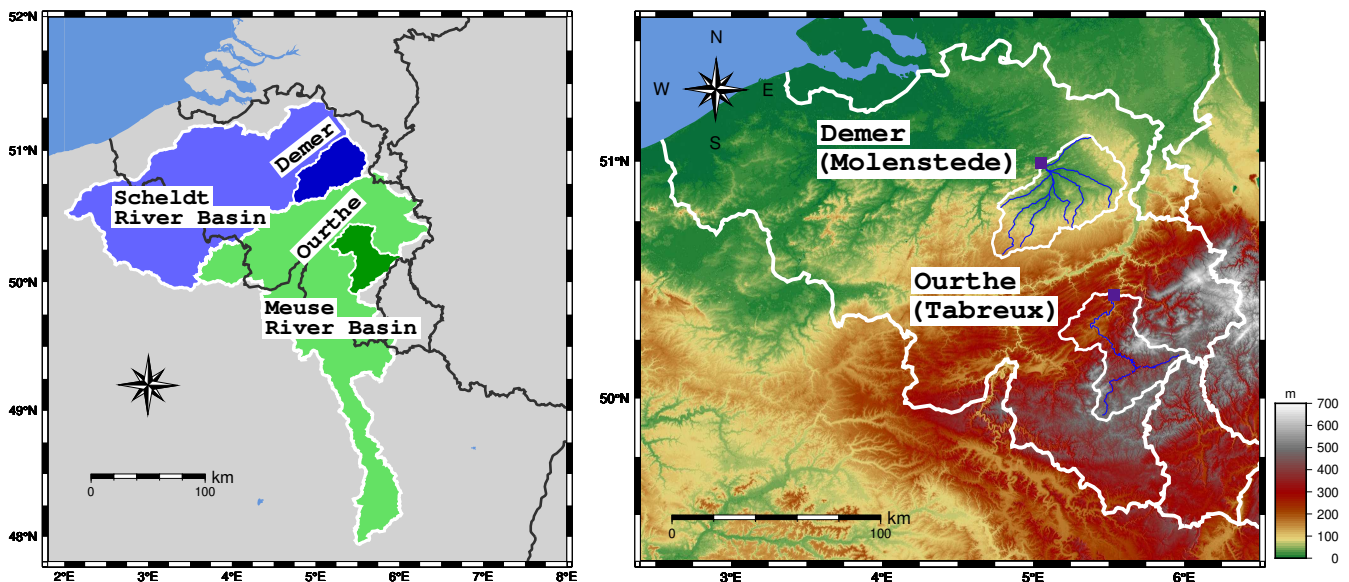 52°N
51°N
50°N
49°N
48°N
2°E
3°E
4°E
5°E
6°E
7°E
8°E
Demer
Scheldt
River Basin
Ourthe
Meuse
River Basin
km
0
100
N
W
E
S
Demer
(Molenstede)
Ourthe
(Tabreux)
51°N
50°N
3°E
4°E
5°E
6°E
km
0
100
m
700
600
500
400
300
200
100
0